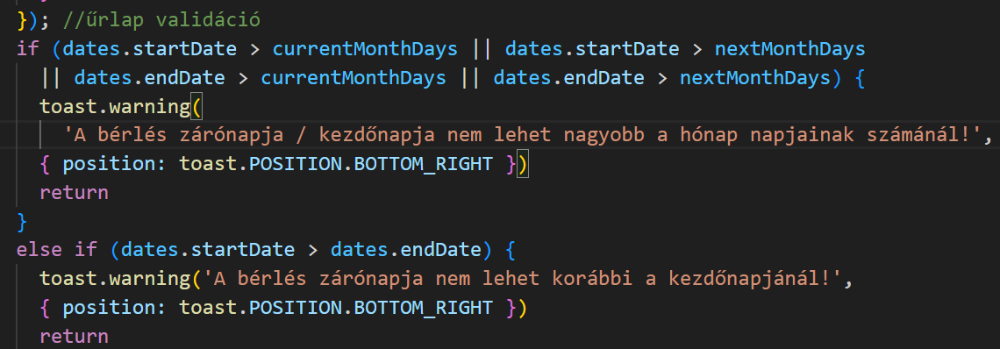 }); //űrlap validáció
if (dates.startDate > currentMonthDays || dates.startDate > nextMonthDays
|| dates.endDate > currentMonthDays || dates.endDate > nextMonthDays) {
toast.warning(
'A bérlés zárónapja / kezdőnapja nem lehet nagyobb a hónap napjainak számánál!',
{ position: toast.POSITION.BOTTOM_RIGHT })
return
}
else if (dates.startDate > dates.endDate) {
toast.warning('A bérlés zárónapja nem lehet korábbi a kezdőnapjánál!',
{ position: toast.POSITION.BOTTOM_RIGHT })
return